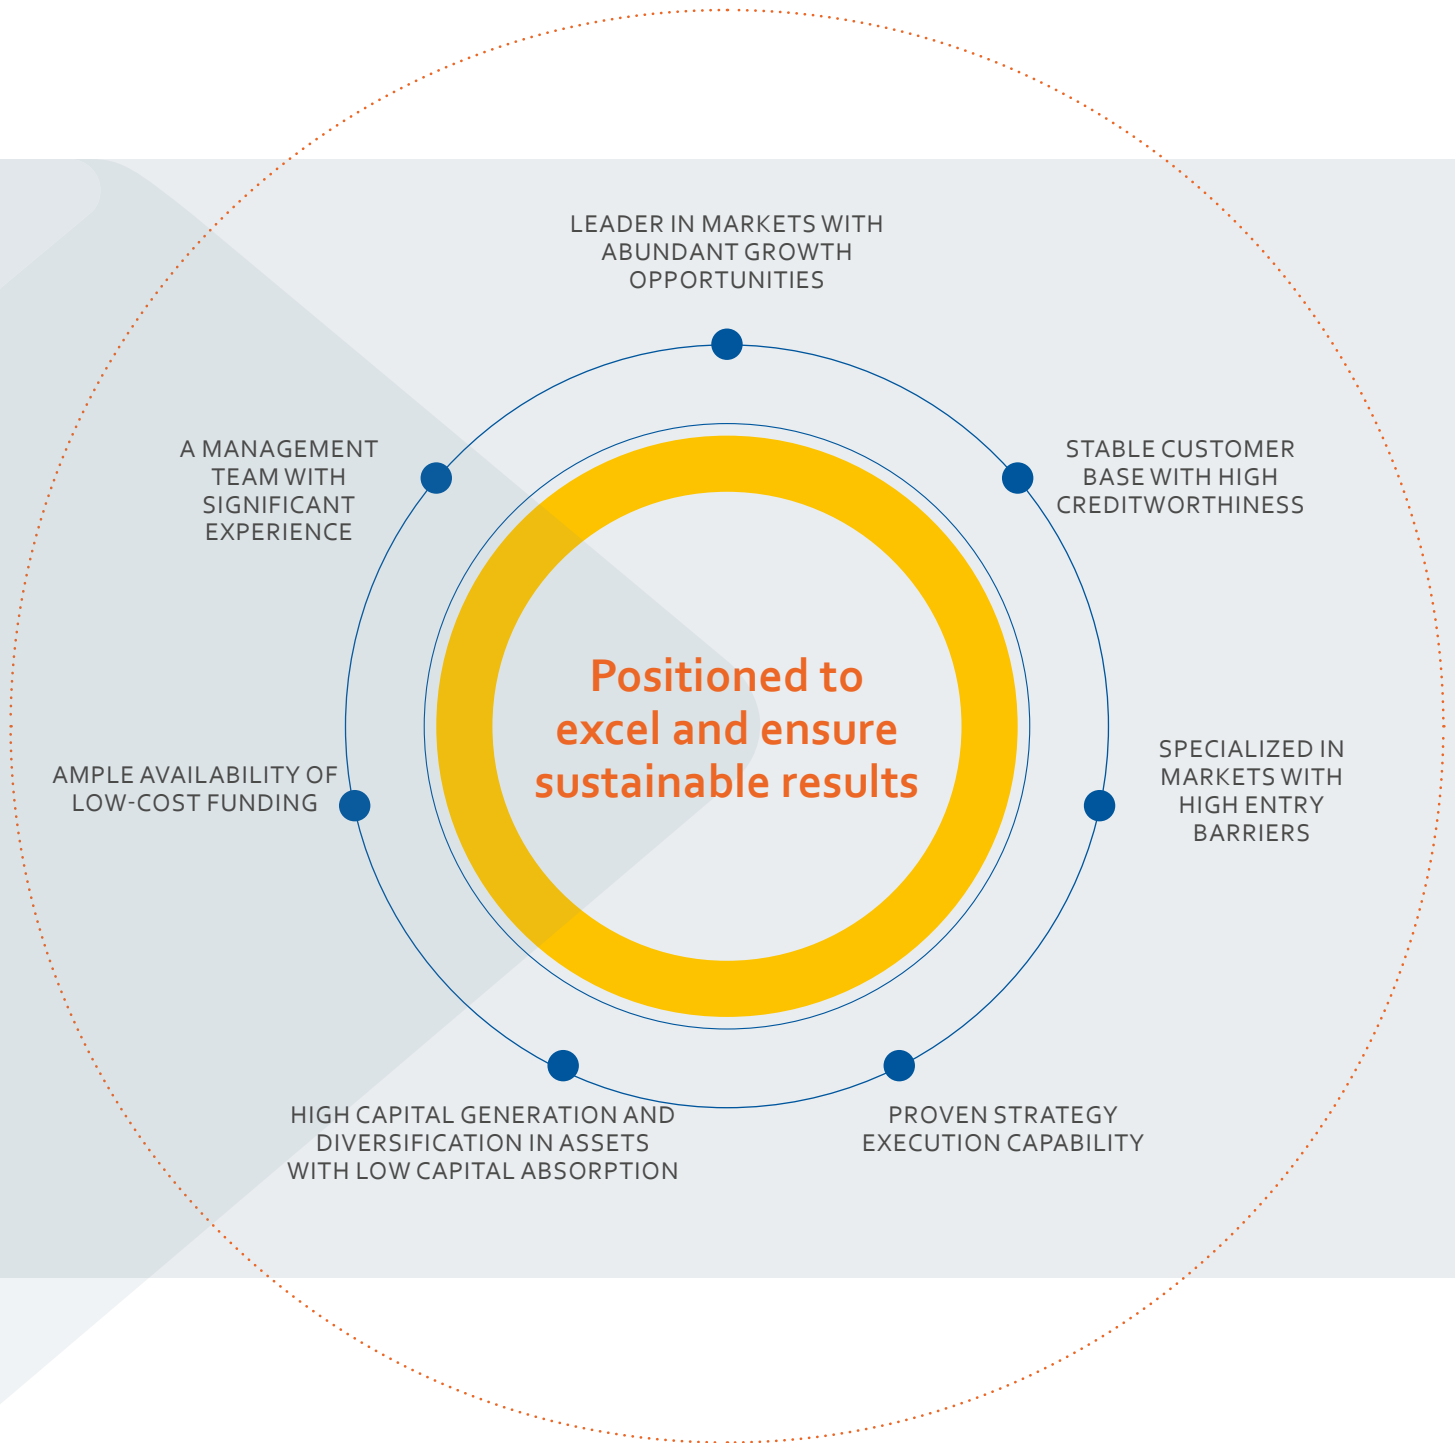 LEADER IN MARKETS WITH
ABUNDANT GROWTH
OPPORTUNITIES
STABLE CUSTOMER
BASE WITH HIGH
CREDITWORTHINESS
SPECIALIZED IN
MARKETS WITH
HIGH ENTRY
BARRIERS
PROVEN STRATEGY
EXECUTION CAPABILITY
HIGH CAPITAL GENERATION AND
DIVERSIFICATION IN ASSETS
WITH LOW CAPITAL ABSORPTION
AMPLE AVAILABILITY OF
LOW-COST FUNDING
A MANAGEMENT
TEAM WITH
SIGNIFICANT
EXPERIENCE
Positioned to
excel and ensure
sustainable results